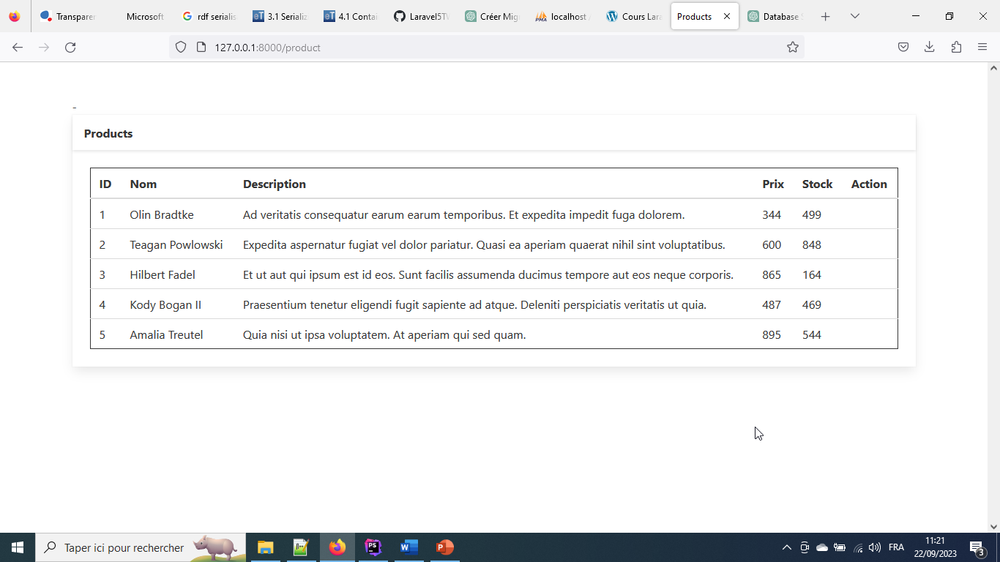 Transparer
Microsoft
rdf serialis
3.1 Serializ
4.1 Contai
Laravel5TV
Créer Mig
localhost /
Cours Lara
Products
Database S
127.0.0.1:8000/product
-
Products
ID Nom Description Prix Stock Action
1 Olin Bradtke Ad veritatis consequatur earum earum temporibus. Et expedita impedit fuga dolorem. 344 499
2 Teagan Powlowski Expedita aspernatur fugiat vel dolor pariatur. Quasi ea aperiam quaerat nihil sint voluptatibus. 600 848
3 Hilbert Fadel Et ut aut qui ipsum est id eos. Sunt facilis assumenda ducimus tempore aut eos neque corporis. 865 164
4 Kody Bogan II Praesentium tenetur eligendi fugit sapiente ad atque. Deleniti perspiciatis veritatis ut quia. 487 469
5 Amalia Treutel Quia nisi ut ipsa voluptatem. At aperiam qui sed quam. 895 544
Taper ici pour rechercher
FRA
11:21
22/09/2023
3